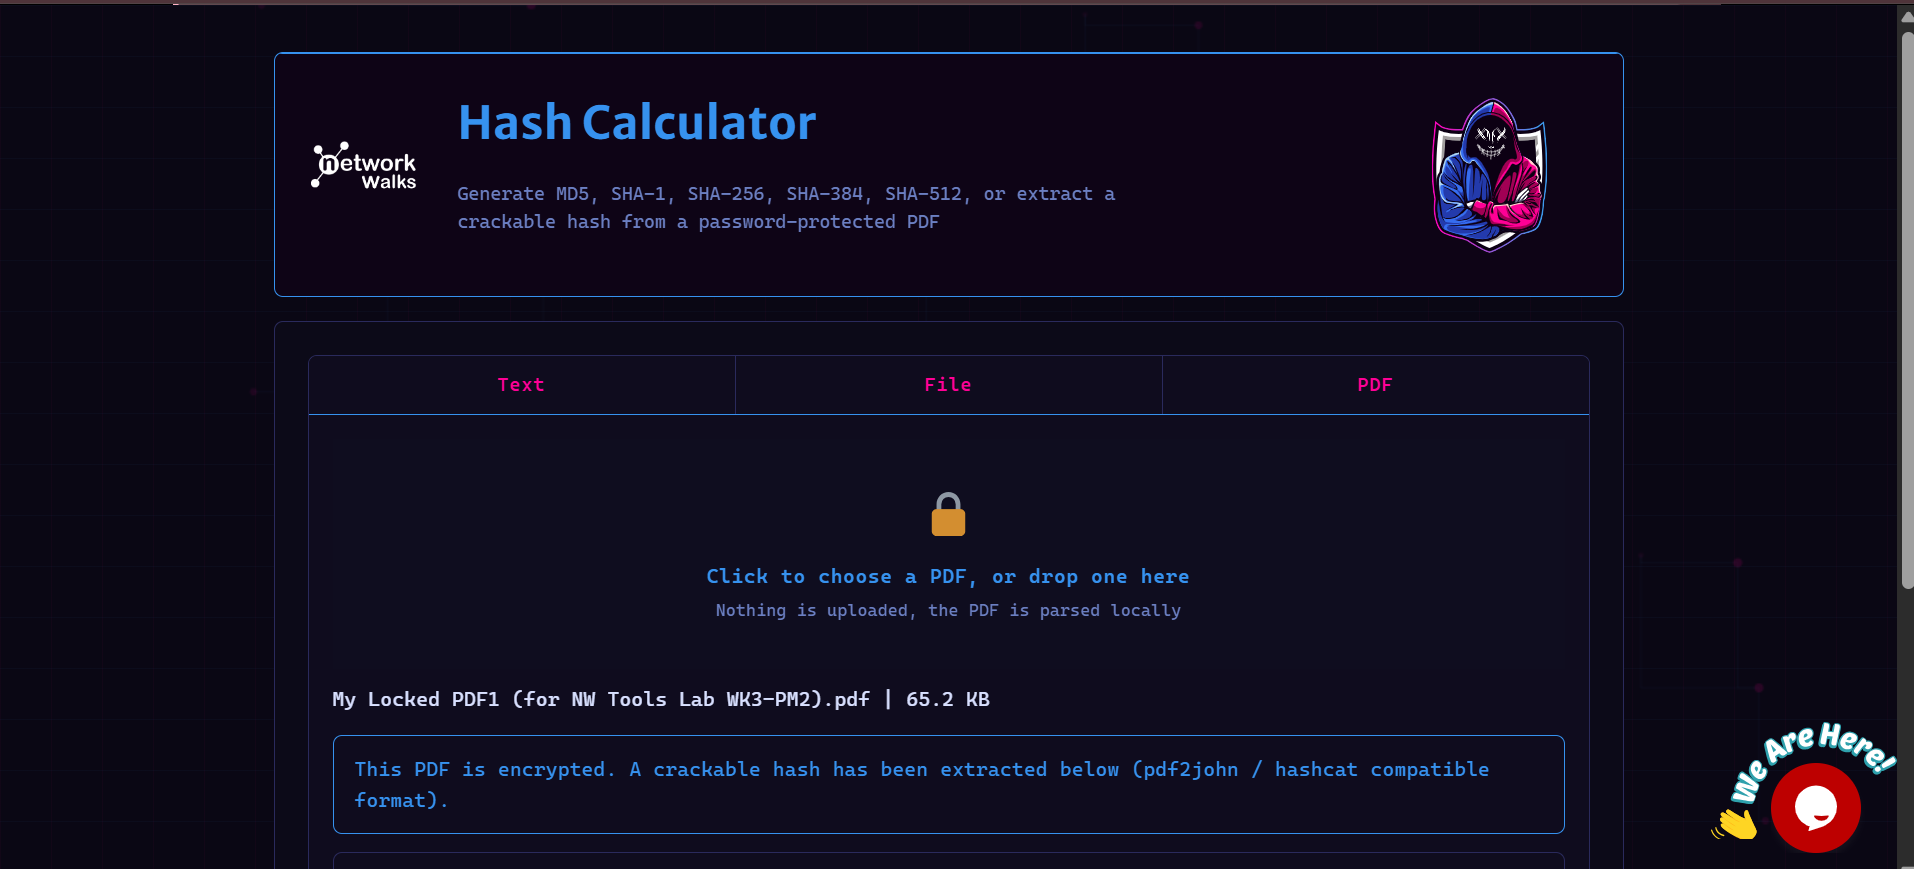 network
Walks
Hash Calculator
Generate MD5, SHA-1, SHA-256, SHA-384, SHA-512, or extract a
crackable hash from a password-protected PDF
Text
File
PDF
Click to choose a PDF, or drop one here
Nothing is uploaded, the PDF is parsed locally
My Locked PDF1 (for NW Tools Lab WK3-PM2).pdf | 65.2 KB
This PDF is encrypted. A crackable hash has been extracted below (pdf2john / hashcat compatible
format).
We Are Here!